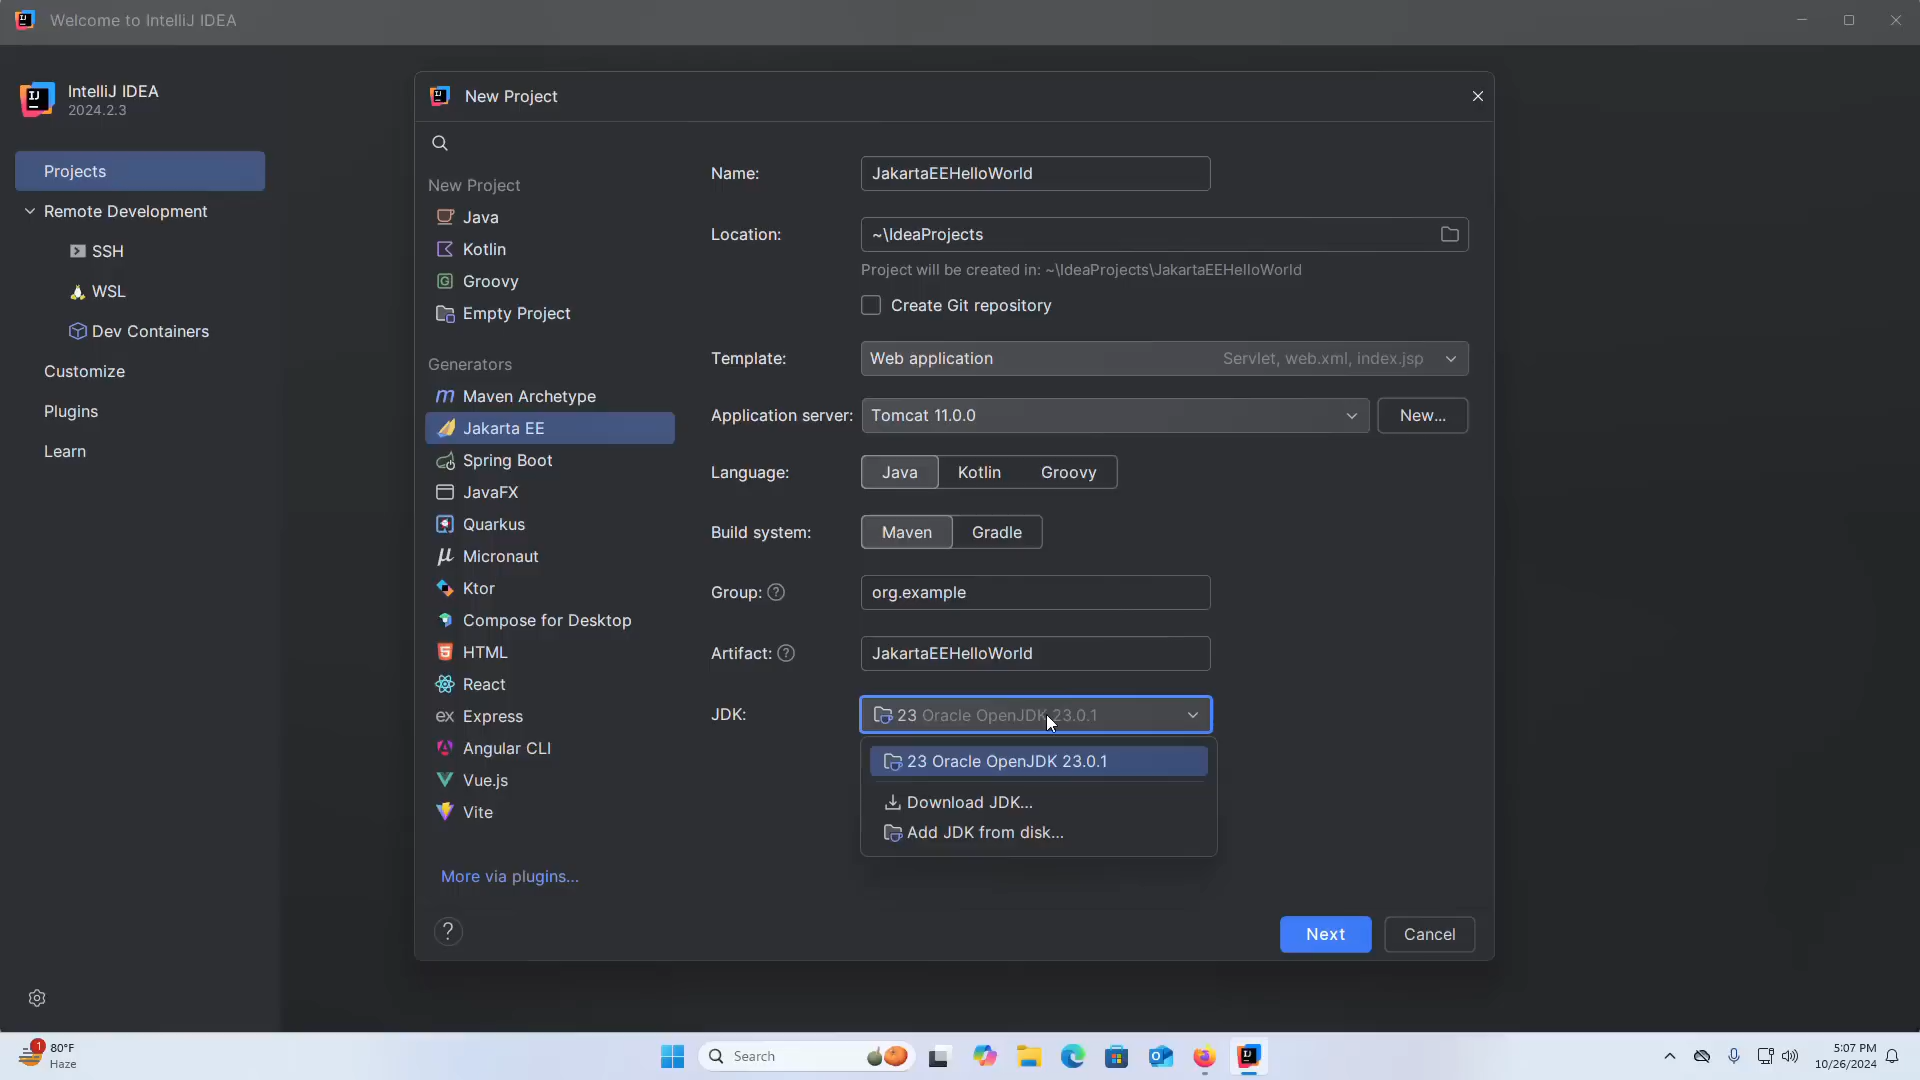 Welcome to IntelliJ IDEA
IntelliJ IDEA
2024.2.3
Projects
Remote Development
SSH
WSL
Dev Containers
Customize
Plugins
Learn
New Project
New Project
Java
Kotlin
Groovy
Empty Project
Generators
Maven Archetype
Jakarta EE
Spring Boot
JavaFX
Quarkus
Micronaut
Ktor
Compose for Desktop
HTML
React
Express
Angular CLI
Vue.js
Vite
More via plugins...
Name: JakartaEEHelloWorld
Location: ~\IdeaProjects
Project will be created in: ~\IdeaProjects\JakartaEEHelloWorld
Create Git repository
Template: Web application Servlet, web.xml, index.jsp
Application server: Tomcat 11.0.0 New...
Language: Java Kotlin Groovy
Build system: Maven Gradle
Group: ? org.example
Artifact: ? JakartaEEHelloWorld
JDK: 23 Oracle OpenJDK 23.0.1
23 Oracle OpenJDK 23.0.1
Download JDK...
Add JDK from disk...
? Next Cancel
1 80°F
Haze
Search
5:07 PM
10/26/2024